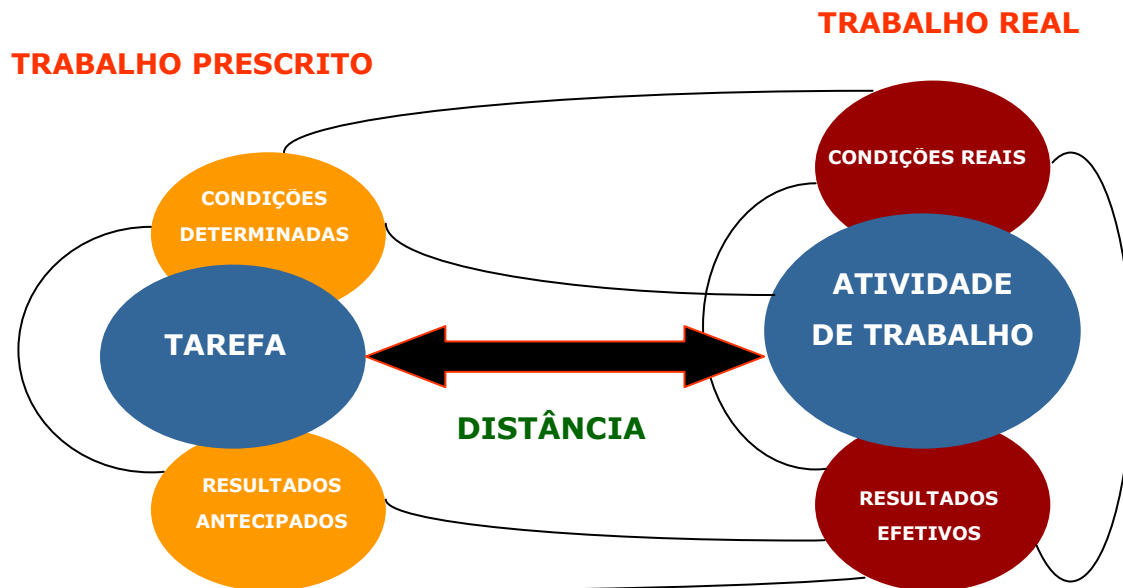 TRABALHO REAL
TRABALHO PRESCRITO
CONDIÇÕES REAIS
CONDIÇÕES
DETERMINADAS
ATIVIDADE
DE TRABALHO
TAREFA
DISTÂNCIA
RESULTADOS
ANTECIPADOS
RESULTADOS
EFETIVOS